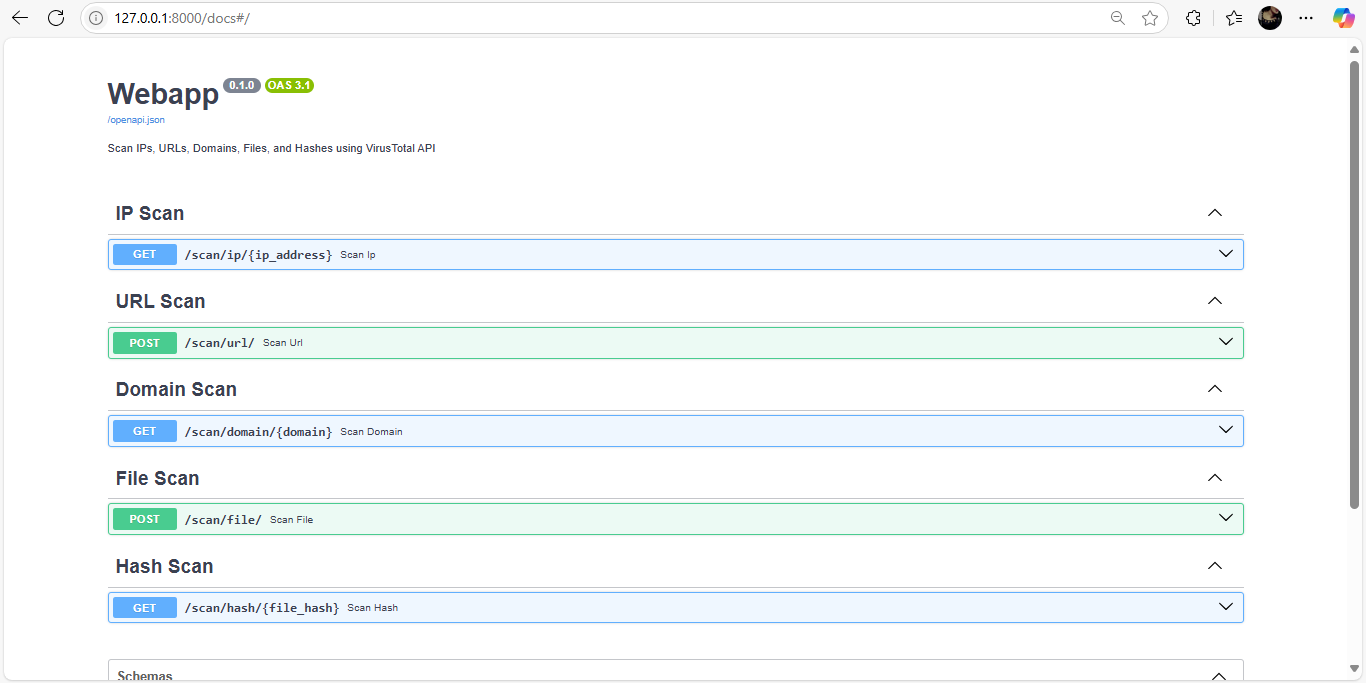 127.0.0.1:8000/docs#/
Webapp 0.1.0 OAS 3.1
/openapi.json
Scan IPs, URLs, Domains, Files, and Hashes using VirusTotal API
IP Scan
GET /scan/ip/{ip_address} Scan Ip
URL Scan
POST /scan/url/ Scan Url
Domain Scan
GET /scan/domain/{domain} Scan Domain
File Scan
POST /scan/file/ Scan File
Hash Scan
GET /scan/hash/{file_hash} Scan Hash
Schemas